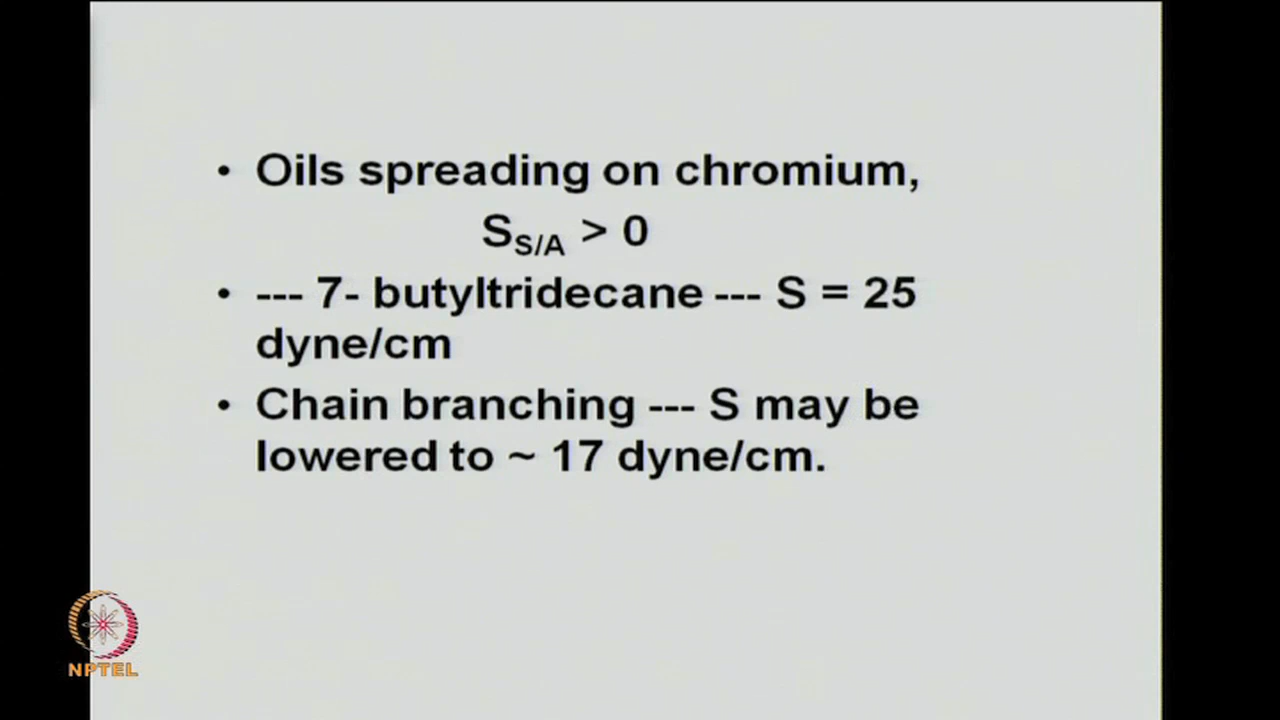 • Oils spreading on chromium,
S_S/A > 0
• --- 7- butyltridecane --- S = 25
dyne/cm
• Chain branching --- S may be
lowered to ~ 17 dyne/cm.
NPTEL